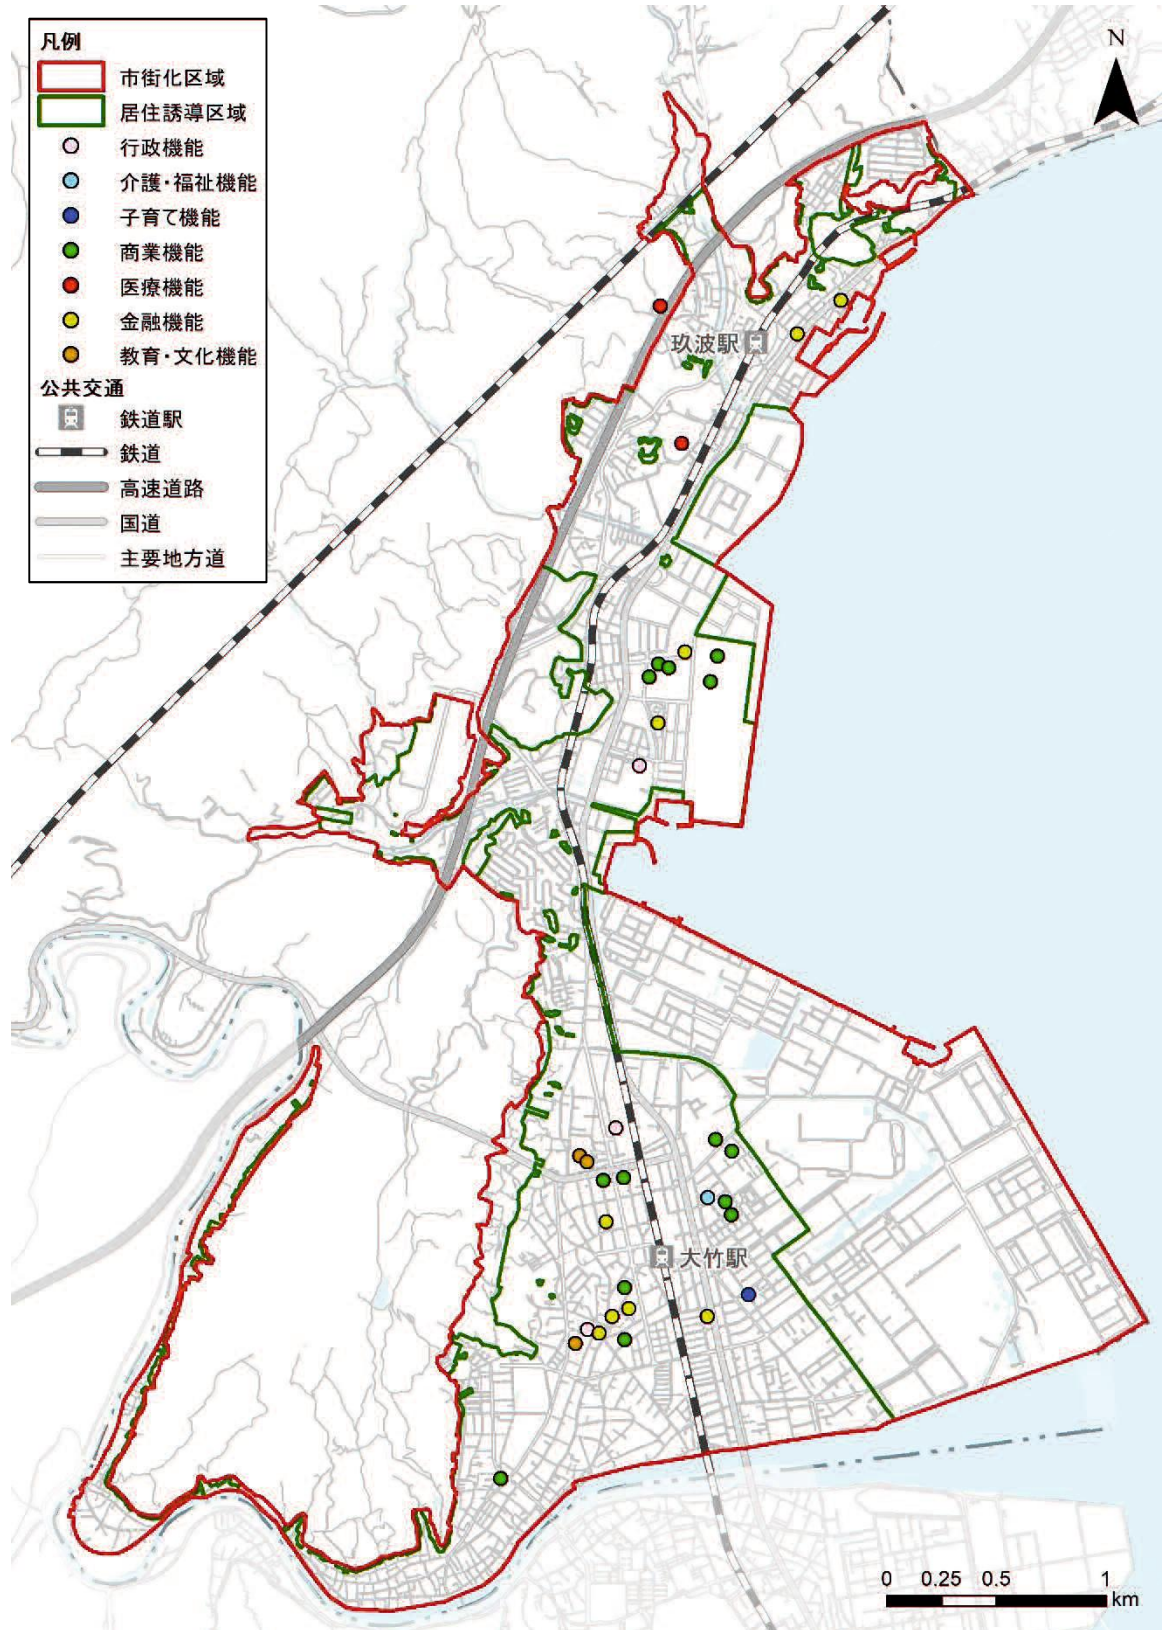 凡例
市街化区域
居住誘導区域
行政機能
介護・福祉機能
子育て機能
商業機能
医療機能
金融機能
教育・文化機能
公共交通
鉄道駅
鉄道
高速道路
国道
主要地方道
N
玖波駅
大竹駅
0 0.25 0.5 1
km